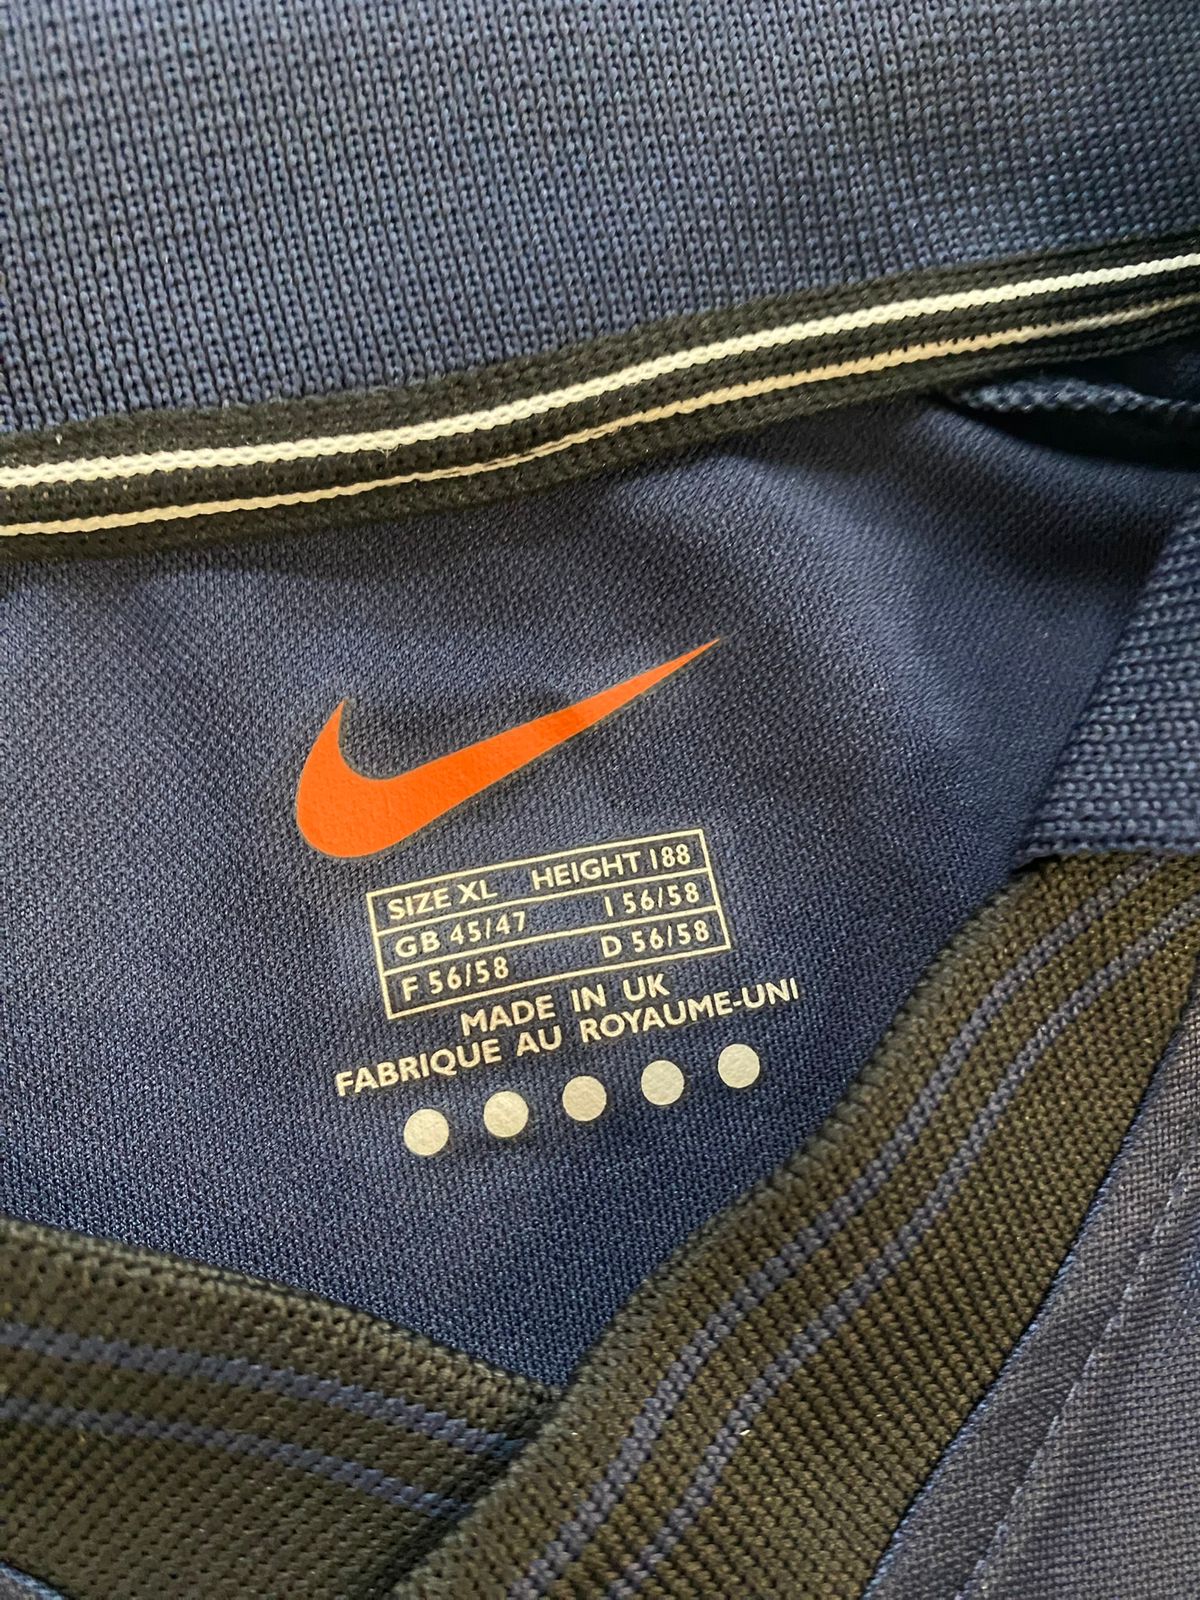 SIZE XL HEIGHT 188
GB 45/47 I 56/58
F 56/58 D 56/58
MADE IN UK
FABRIQUE AU ROYAUME-UNI